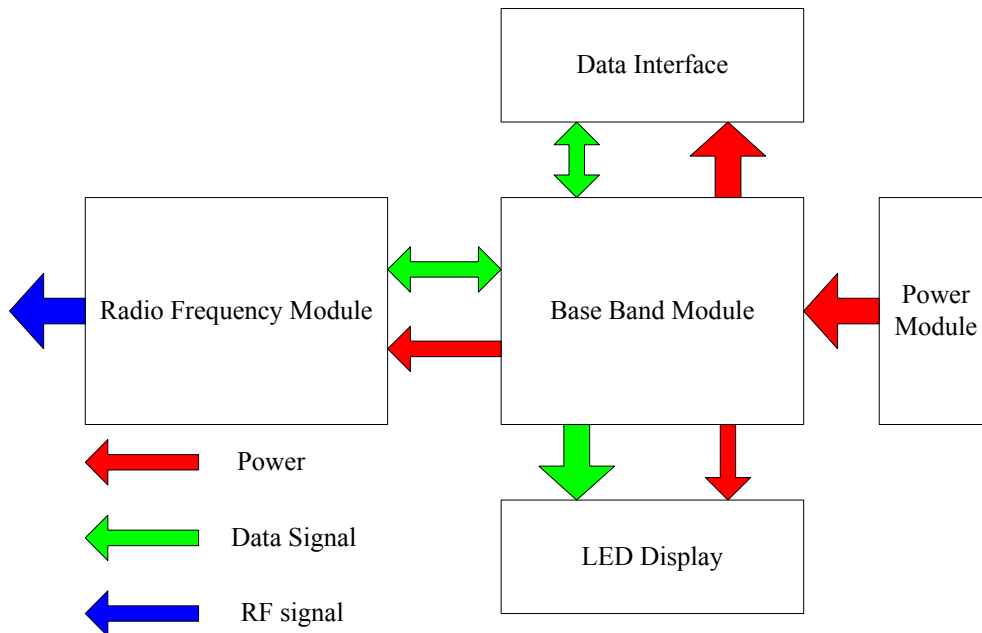 Data Interface
Radio Frequency Module
Base Band Module
Power
Module
Power
Data Signal
LED Display
RF signal